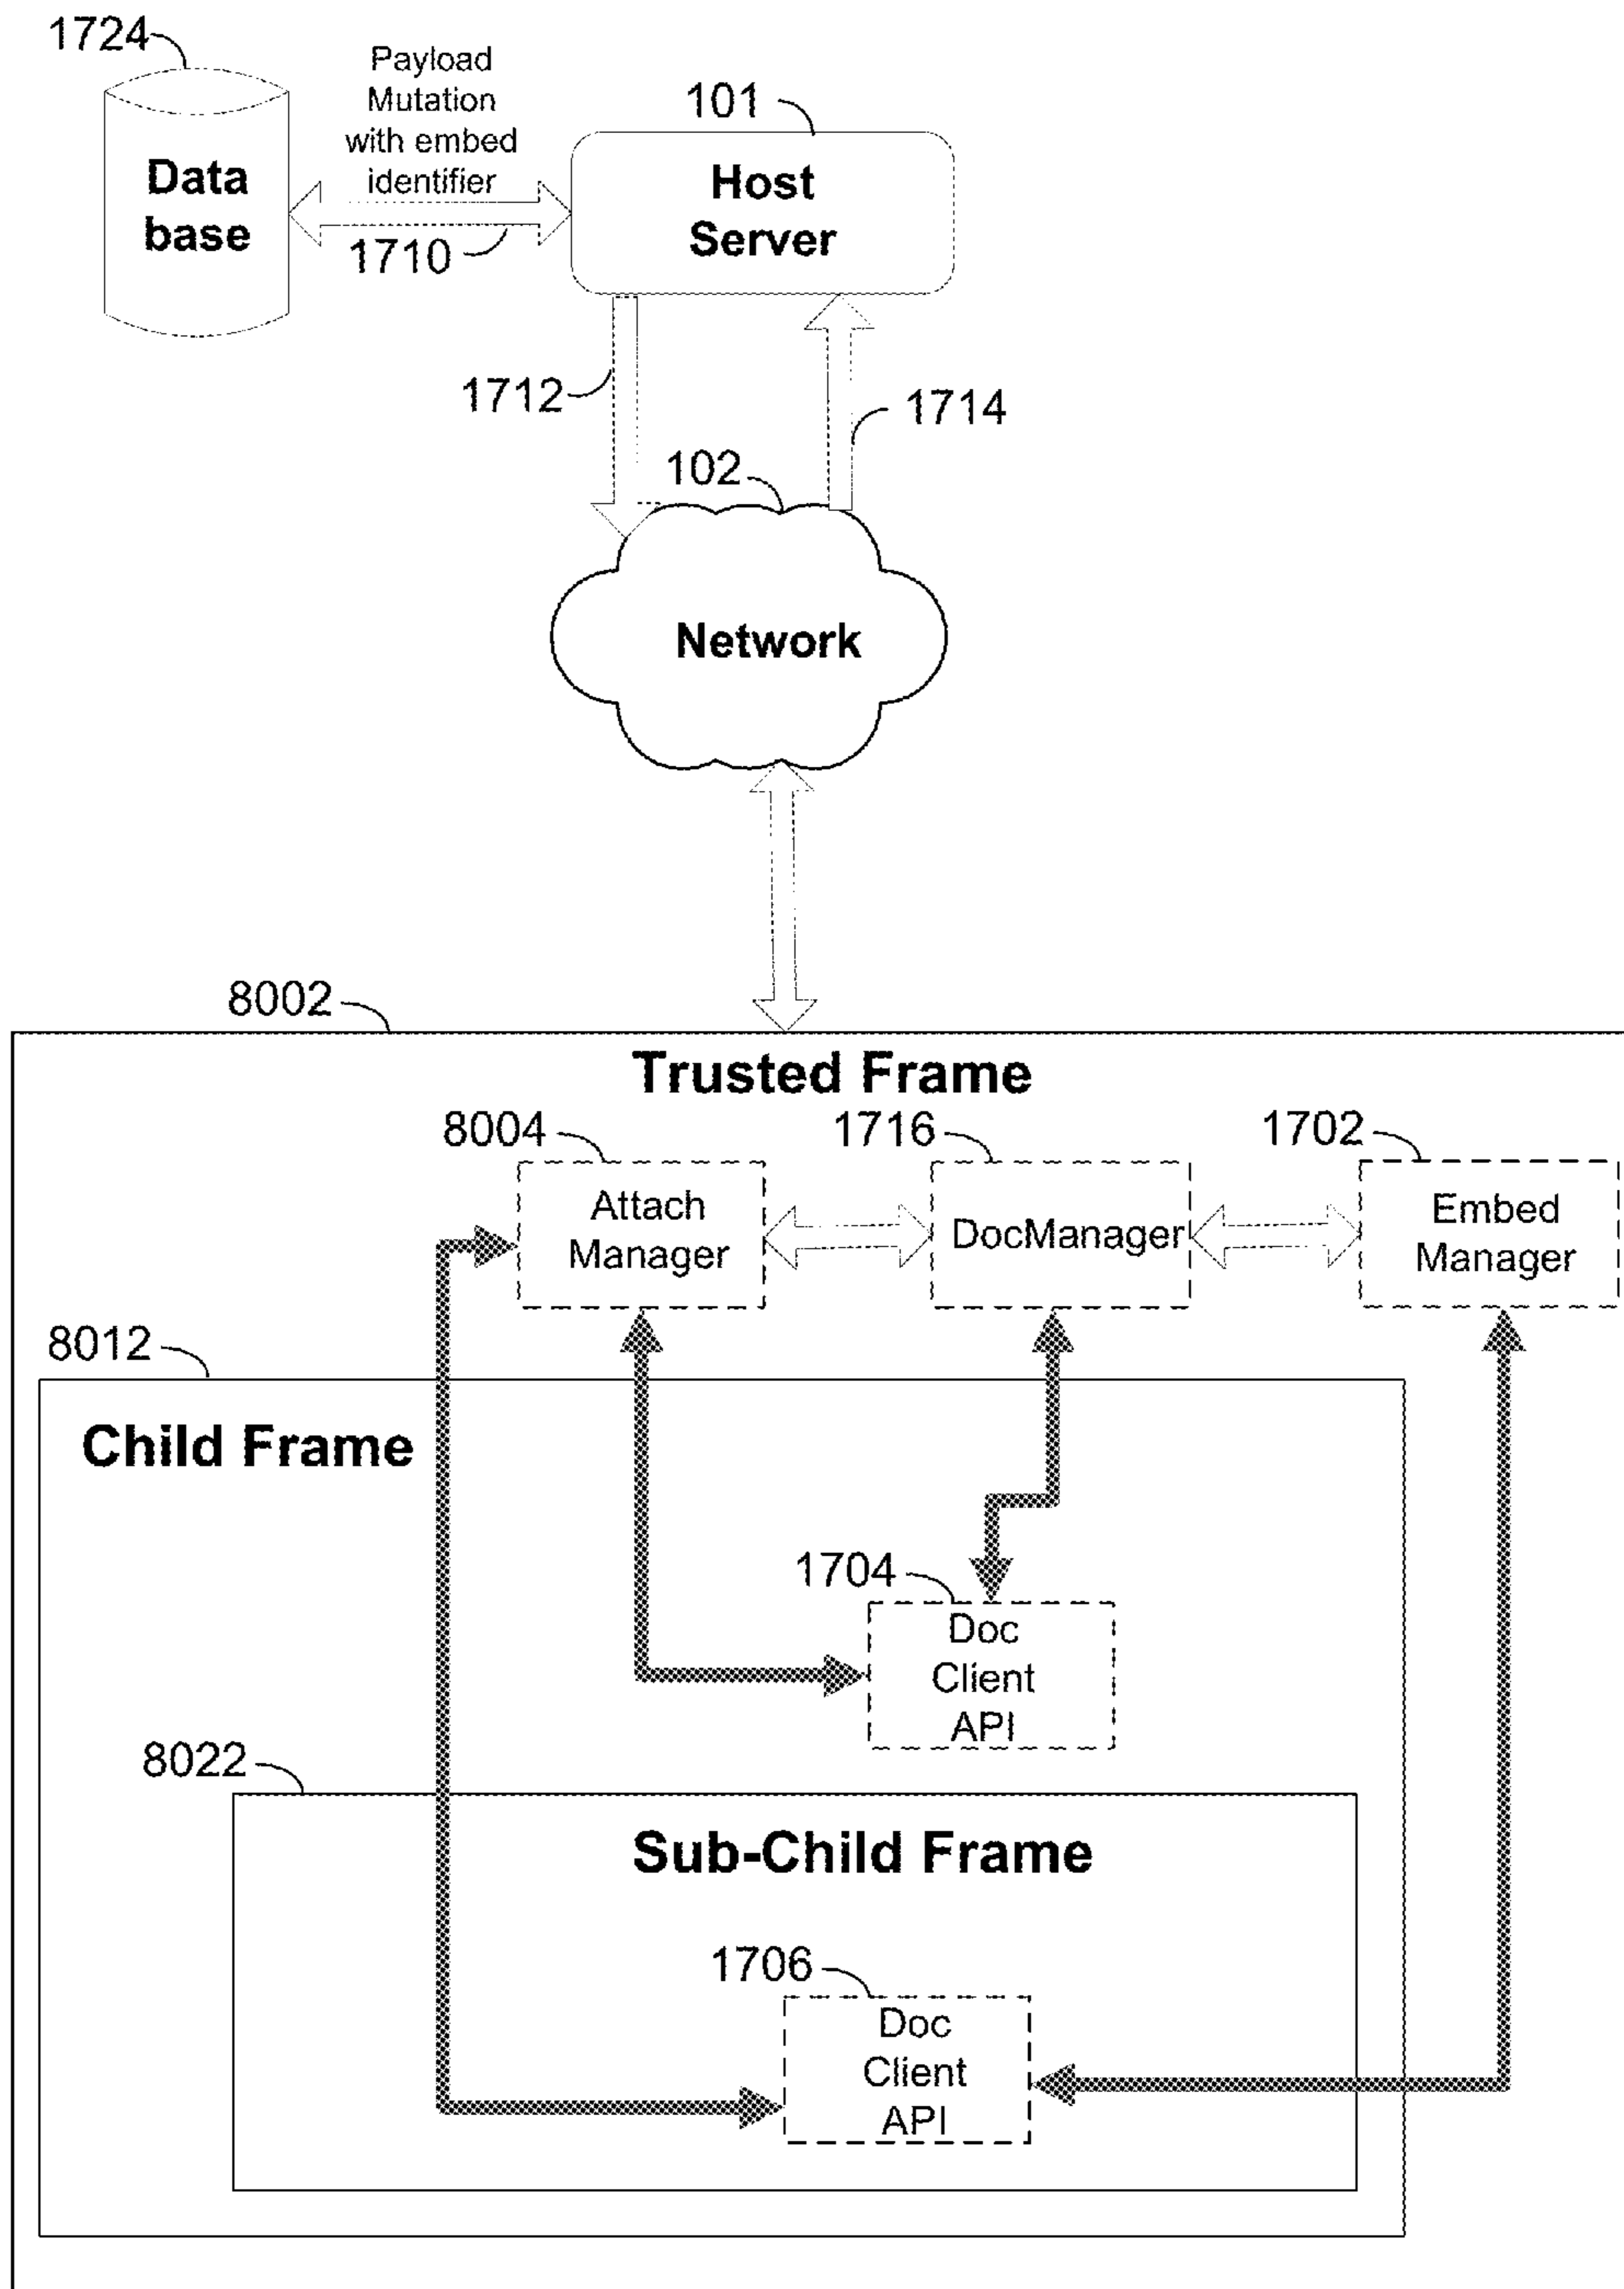 1724
Payload
Mutation
with embed
identifier
101
Data
base
Host
Server
1710
1712
1714
102
Network
8002
Trusted Frame
8004
1716
1702
Attach
Manager
DocManager
Embed
Manager
8012
Child Frame
1704
Doc
Client
API
8022
Sub-Child Frame
1706
Doc
Client
API